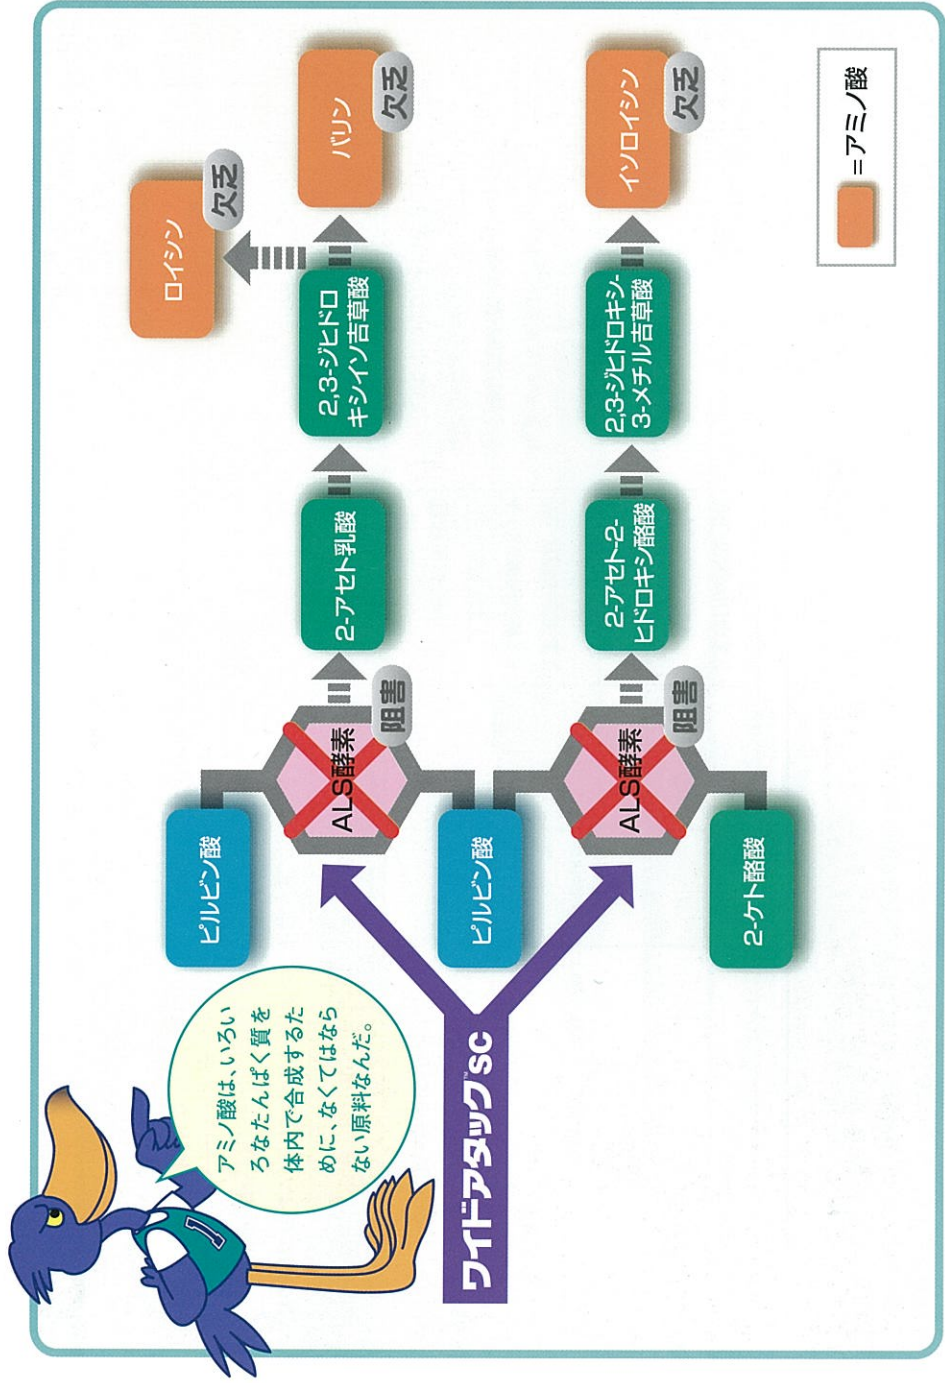 アミノ酸は、いろい
ろなたんぱく質を
体内で合成するた
めに、なくてはなら
ない原料なんだ。
ワイドアタック™SC
ピルビン酸
ピルビン酸
2-ケト酪酸
ALS酵素
阻害
ALS酵素
阻害
2-アセト乳酸
2-アセト-2-
ヒドロキシ酪酸
2,3-ジヒドロ
キシイソ吉草酸
2,3-ジヒドロキシ-
3-メチル吉草酸
ロイシン
欠乏
バリン
欠乏
イソロイシン
欠乏
=アミノ酸